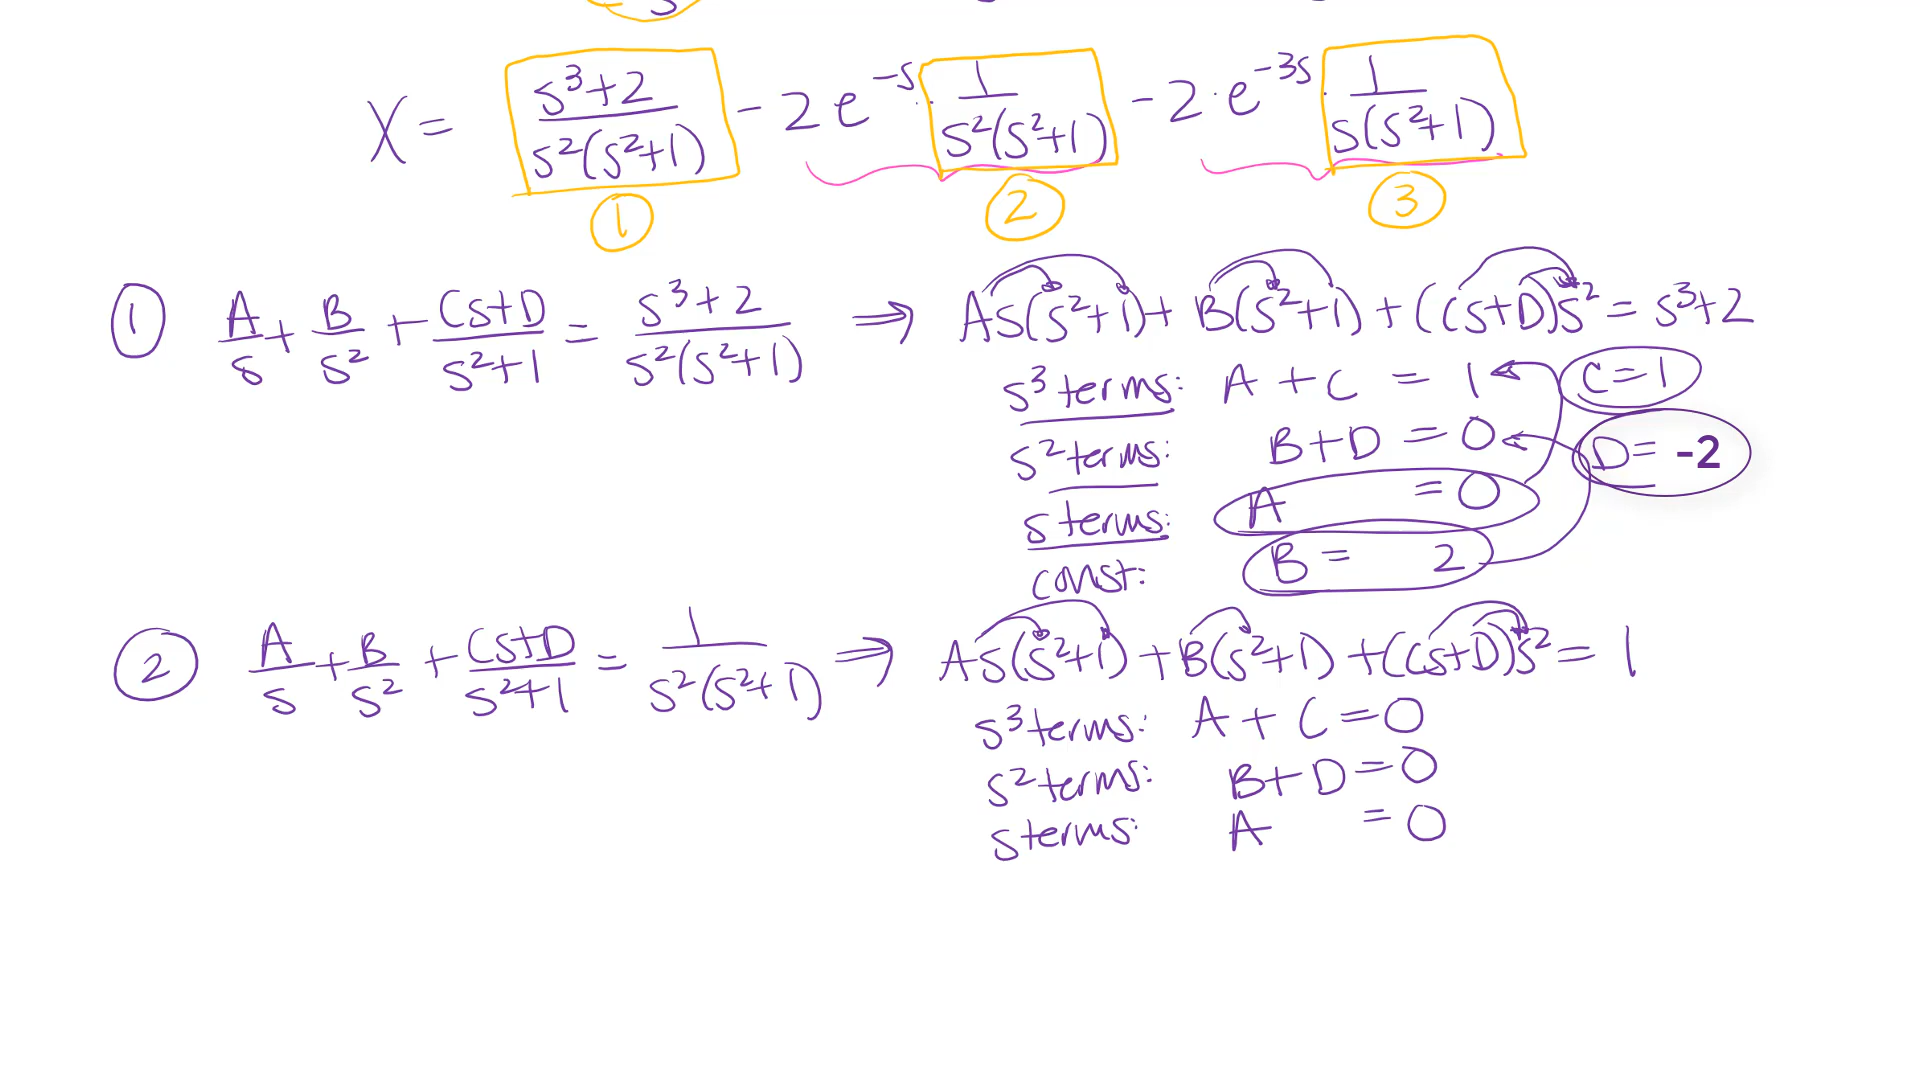 X = (s³+2)/(s²(s²+1)) - 2e^(-s) · 1/(s²(s²+1)) - 2·e^(-3s) · 1/(s(s²+1))
① ② ③
① A/s + B/s² + (Cs+D)/(s²+1) = (s³+2)/(s²(s²+1)) ⇒ As(s²+1) + B(s²+1) + (Cs+D)s² = s³+2
s³ terms: A + C = 1 C=1
s² terms: B+D = 0 D= -2
s terms: A = 0
const: B = 2
② A/s + B/s² + (Cs+D)/(s²+1) = 1/(s²(s²+1)) ⇒ As(s²+1) + B(s²+1) + (Cs+D)s² = 1
s³ terms: A + C = 0
s² terms: B+D = 0
s terms: A = 0